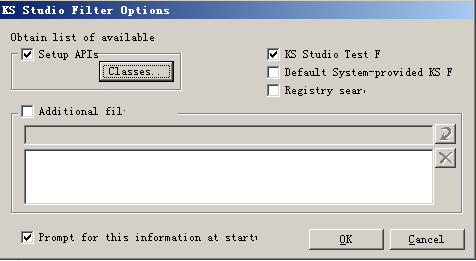 KS Studio Filter Options
Obtain list of available
Setup APIs
Classes..
KS Studio Test F
Default System-provided KS F
Registry sear
Additional fil
Prompt for this information at start
OK
Cancel